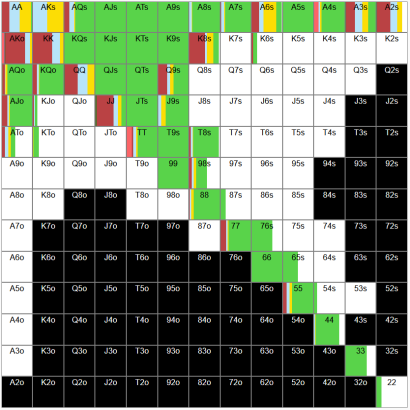 AA AKs AQs AJs ATs A9s A8s A7s A6s A5s A4s A3s A2s
AKo KK KQs KJs KTs K9s K8s K7s K6s K5s K4s K3s K2s
AQo KQo QQ QJs QTs Q9s Q8s Q7s Q6s Q5s Q4s Q3s Q2s
AJo KJo QJo JJ JTs J9s J8s J7s J6s J5s J4s J3s J2s
ATo KTo QTo JTo TT T9s T8s T7s T6s T5s T4s T3s T2s
A9o K9o Q9o J9o T9o 99 98s 97s 96s 95s 94s 93s 92s
A8o K8o Q8o J8o T8o 98o 88 87s 86s 85s 84s 83s 82s
A7o K7o Q7o J7o T7o 97o 87o 77 76s 75s 74s 73s 72s
A6o K6o Q6o J6o T6o 96o 86o 76o 66 65s 64s 63s 62s
A5o K5o Q5o J5o T5o 95o 85o 75o 65o 55 54s 53s 52s
A4o K4o Q4o J4o T4o 94o 84o 74o 64o 54o 44 43s 42s
A3o K3o Q3o J3o T3o 93o 83o 73o 63o 53o 43o 33 32s
A2o K2o Q2o J2o T2o 92o 82o 72o 62o 52o 42o 32o 22